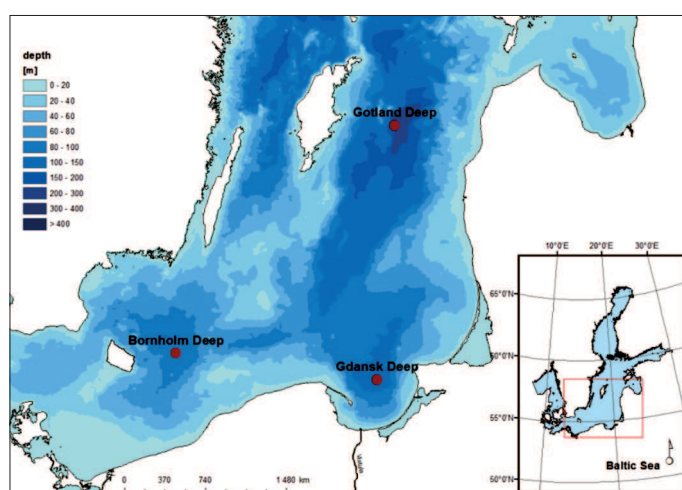 depth
[m]
0 - 20
20 - 40
40 - 60
60 - 80
80 - 100
100 - 150
150 - 200
200 - 300
300 - 400
> 400
Gotland Deep
Bornholm Deep
Gdansk Deep
Vistula
0 370 740 1 480 km
10°0'E 20°0'E 30°0'E
65°0'N
60°0'N
55°0'N
50°0'N
Baltic Sea